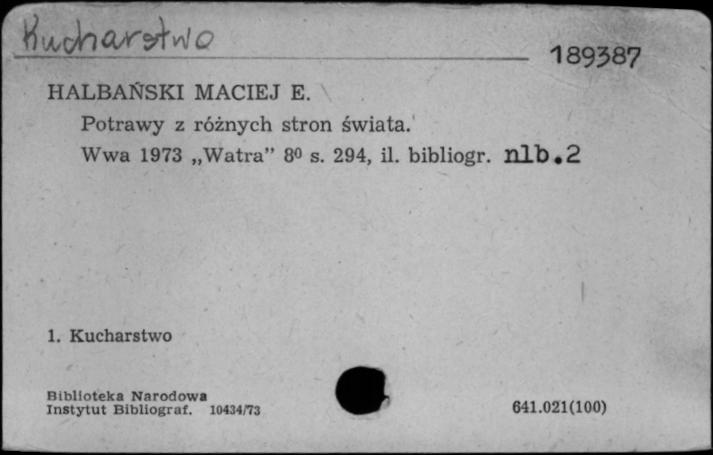 Kucharstwo
189387
HALBAŃSKI MACIEJ E.
Potrawy z różnych stron świata.
Wwa 1973 „Watra” 8⁰ s. 294, il. bibliogr. nlb.2
1. Kucharstwo
Biblioteka Narodowa
Instytut Bibliograf. 10434/73
641.021(100)